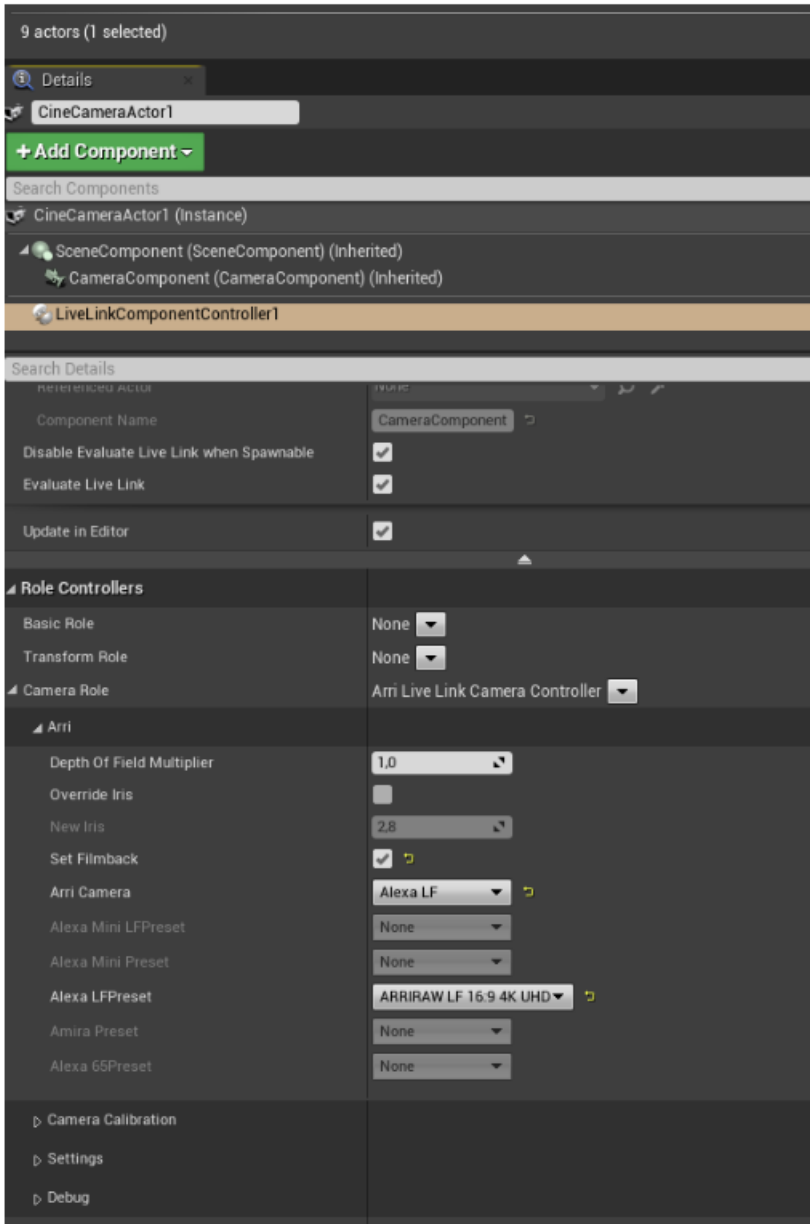 9 actors (1 selected)
Details
CineCameraActor1
+ Add Component
Search Components
CineCameraActor1 (Instance)
SceneComponent (SceneComponent) (Inherited)
CameraComponent (CameraComponent) (Inherited)
LiveLinkComponentController1
Search Details
Referenced Actor None
Component Name CameraComponent
Disable Evaluate Live Link when Spawnable
Evaluate Live Link
Update in Editor
Role Controllers
Basic Role None
Transform Role None
Camera Role Arri Live Link Camera Controller
Arri
Depth Of Field Multiplier 1,0
Override Iris
New Iris 2,8
Set Filmback
Arri Camera Alexa LF
Alexa Mini LFPreset None
Alexa Mini Preset None
Alexa LFPreset ARRIRAW LF 16:9 4K UHD
Amira Preset None
Alexa 65Preset None
Camera Calibration
Settings
Debug